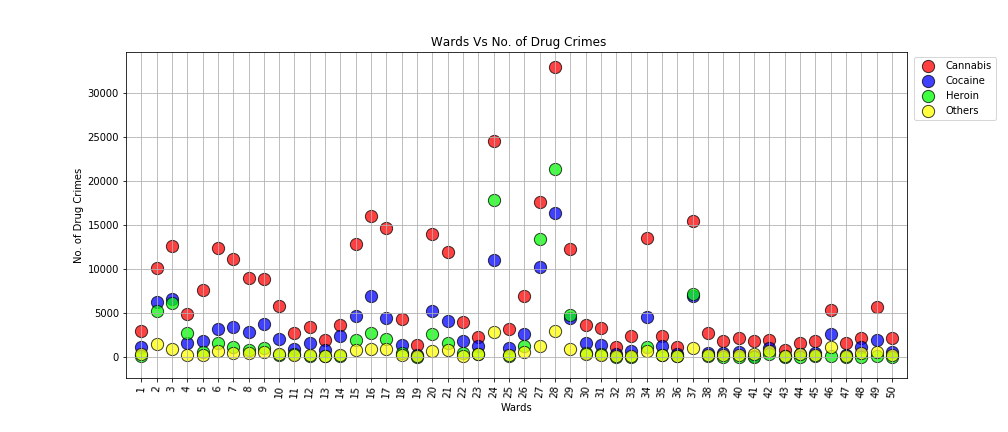 Wards Vs No. of Drug Crimes
No. of Drug Crimes
30000
25000
20000
15000
10000
5000
0
1 2 3 4 5 6 7 8 9 10 11 12 13 14 15 16 17 18 19 20 21 22 23 24 25 26 27 28 29 30 31 32 33 34 35 36 37 38 39 40 41 42 43 44 45 46 47 48 49 50
Wards
Cannabis
Cocaine
Heroin
Others